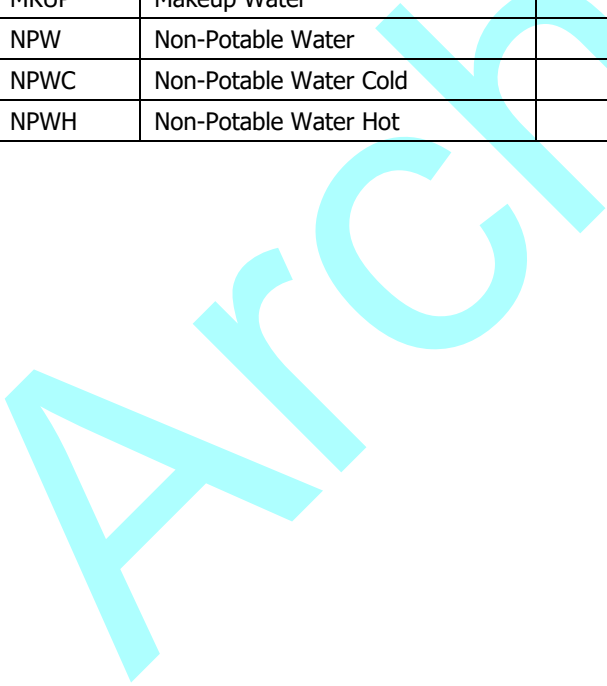 MKUP Makeup Water
NPW Non-Potable Water
NPWC Non-Potable Water Cold
NPWH Non-Potable Water Hot
Arch